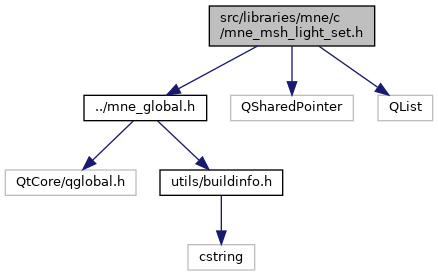 src/libraries/mne/c
/mne_msh_light_set.h
../mne_global.h
QSharedPointer
QList
QtCore/qglobal.h
utils/buildinfo.h
cstring